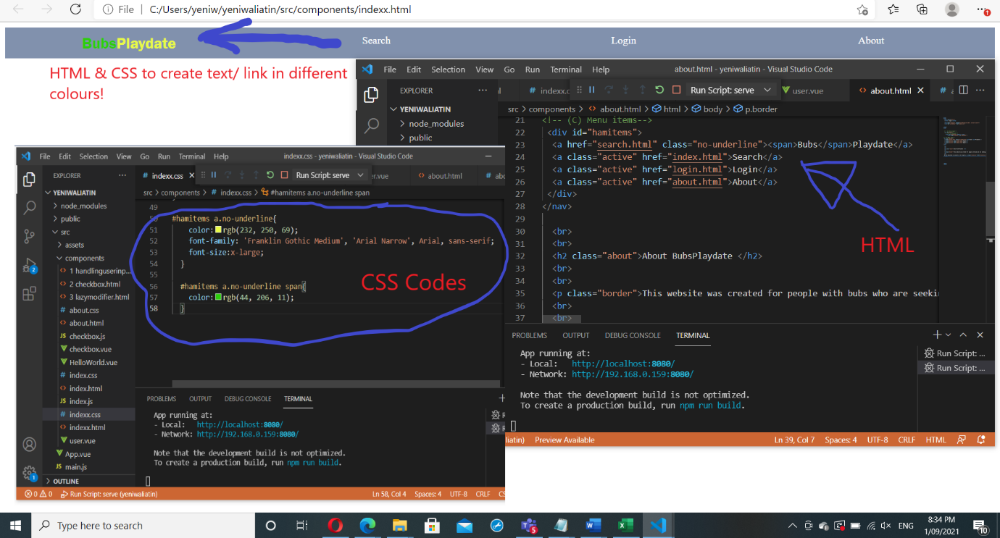 File | C:/Users/yeniw/yeniwaliatin/src/components/indexx.html
BubsPlaydate
Search
Login
About
HTML & CSS to create text/ link in different
colours!
File Edit Selection View Go Run Terminal Help
about.html - yeniwaliatin - Visual Studio Code
EXPLORER
YENIWALIATIN
node_modules
public
# indexx.c
Run Script: serve
user.vue
about.html
src > components > about.html > html > body > p.border
21 <!-- (C) Menu items-->
22 <div id="hamitems">
23 <a href="search.html" class="no-underline"><span>Bubs</span>Playdate</a>
24 <a class="active" href="index.html">Search</a>
25 <a class="active" href="login.html">Login</a>
26 <a class="active" href="about.html">About</a>
27 </div>
28 </nav>
29
30 <br>
31 <br>
32 <h2 class="about">About BubsPlaydate </h2>
33 <br>
34 <br>
35 <p class="border">This website was created for people with bubs who are seeki
36 <br>
37 <br>
HTML
PROBLEMS OUTPUT DEBUG CONSOLE TERMINAL
App running at:
- Local: http://localhost:8080/
- Network: http://192.168.0.159:8080/
Note that the development build is not optimized.
To create a production build, run npm run build.
Run Script: ...
Run Script: ...
liatin) Preview Available
Ln 39, Col 7 Spaces: 4 UTF-8 CRLF HTML
File Edit Selection View Go Run Terminal Help
indexx.css - yeniwaliatin - Visual Studio Code
EXPLORER
YENIWALIATIN
node_modules
public
src
assets
components
1 handlinguserinp...
2 checkbox.html
3 lazymodifier.html
about.css
about.html
checkbox.js
checkbox.vue
HelloWorld.vue
index.css
index.html
index.js
indexx.css
indexx.html
user.vue
App.vue
main.js
OUTLINE
# indexx.css
Run Script: serve
er.vue
about.html
# abo
src > components > # indexx.css > #hamitems a.no-underline span
49
50 #hamitems a.no-underline{
51 color: rgb(232, 250, 69);
52 font-family: 'Franklin Gothic Medium', 'Arial Narrow', Arial, sans-serif;
53 font-size:x-large;
54 }
55
56 #hamitems a.no-underline span{
57 color: rgb(44, 206, 11);
58 }
CSS Codes
PROBLEMS OUTPUT DEBUG CONSOLE TERMINAL
App running at:
- Local: http://localhost:8080/
- Network: http://192.168.0.159:8080/
Note that the development build is not optimized.
To create a production build, run npm run build.
0 0 Run Script: serve (yeniwaliatin)
Ln 58, Col 4 Spaces: 4 UTF-8 CRLF CS
Type here to search
ENG
8:34 PM
1/09/2021
10